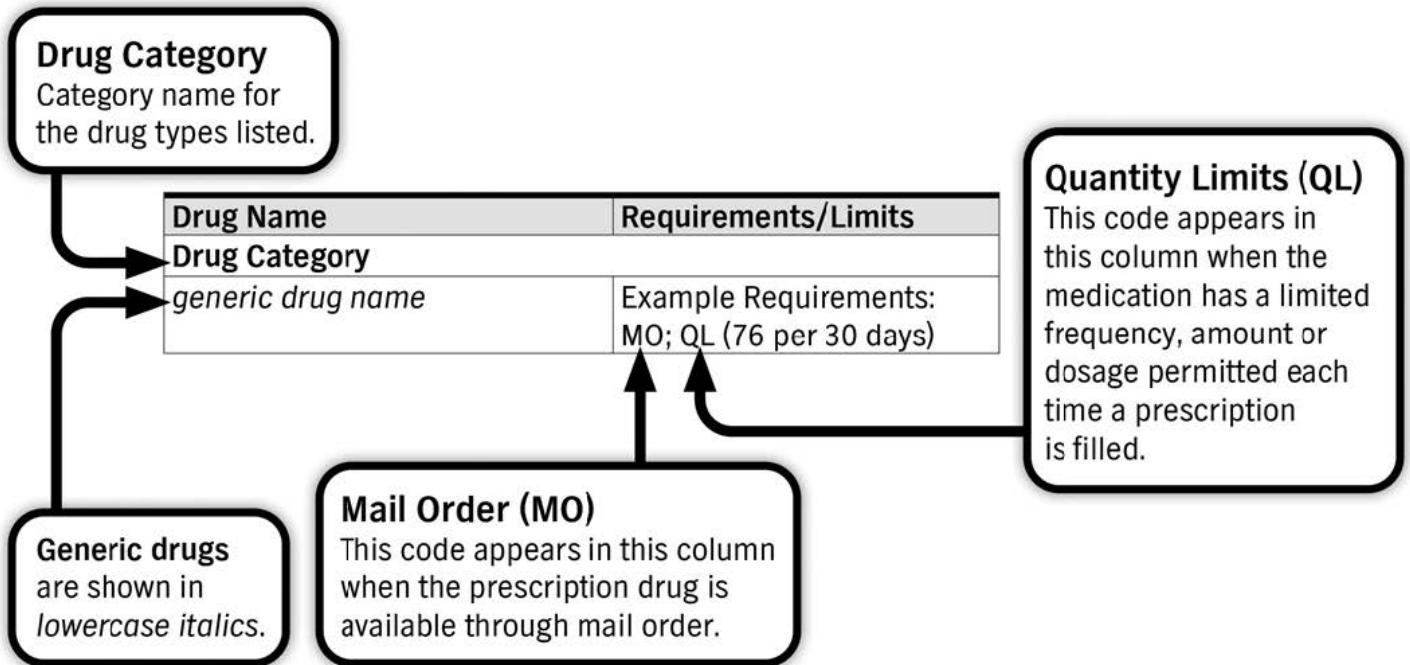 Drug Category
Category name for
the drug types listed.
Drug Name Requirements/Limits
Drug Category
generic drug name Example Requirements:
MO; QL (76 per 30 days)
Quantity Limits (QL)
This code appears in
this column when the
medication has a limited
frequency, amount or
dosage permitted each
time a prescription
is filled.
Generic drugs
are shown in
lowercase italics.
Mail Order (MO)
This code appears in this column
when the prescription drug is
available through mail order.